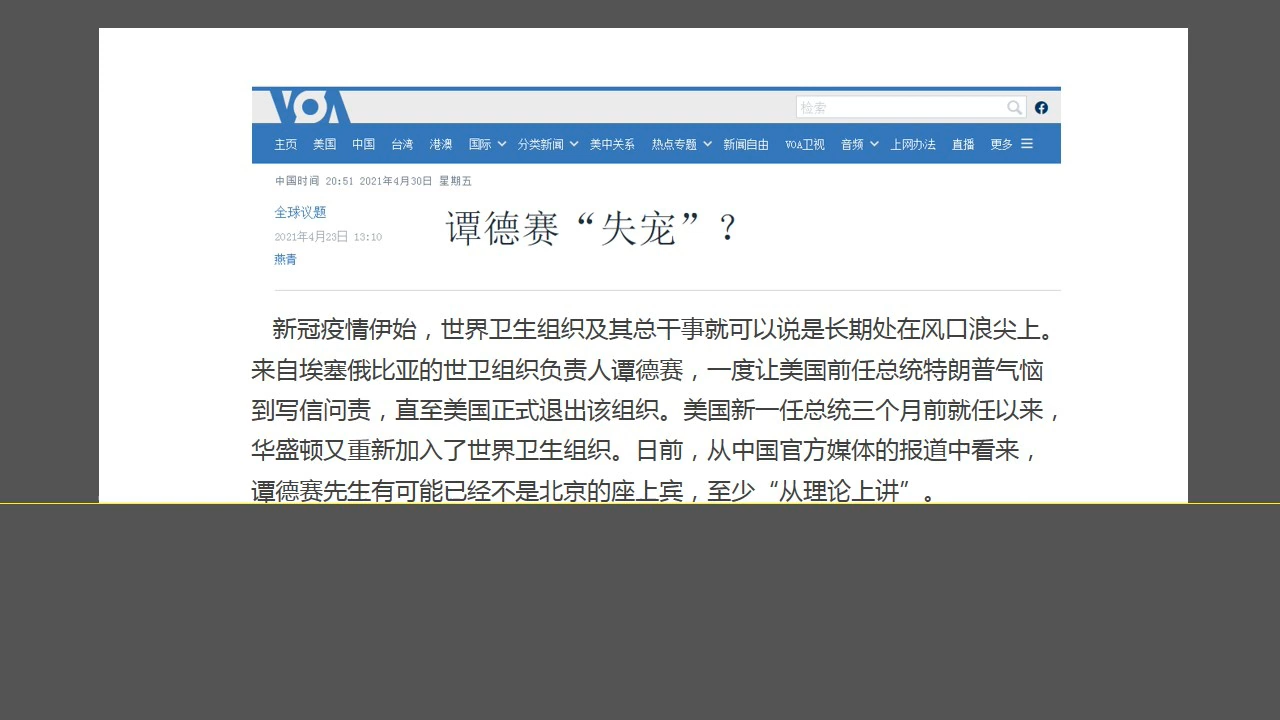 VOA
检索
主页 美国 中国 台湾 港澳 国际 分类新闻 美中关系 热点专题 新闻自由 VOA卫视 音频 上网办法 直播 更多
中国时间 20:51 2021年4月30日 星期五
全球议题
谭德赛“失宠”？
2021年4月23日 13:10
燕青
新冠疫情伊始，世界卫生组织及其总干事就可以说是长期处在风口浪尖上。
来自埃塞俄比亚的世卫组织负责人谭德赛，一度让美国前任总统特朗普气恼
到写信问责，直至美国正式退出该组织。美国新一任总统三个月前就任以来，
华盛顿又重新加入了世界卫生组织。日前，从中国官方媒体的报道中看来，
谭德赛先生有可能已经不是北京的座上宾，至少“从理论上讲”。